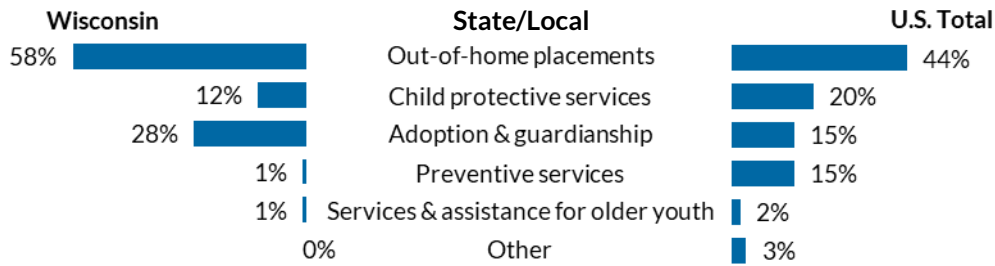 Wisconsin State/Local U.S. Total
58% Out-of-home placements 44%
12% Child protective services 20%
28% Adoption & guardianship 15%
1% Preventive services 15%
1% Services & assistance for older youth 2%
0% Other 3%